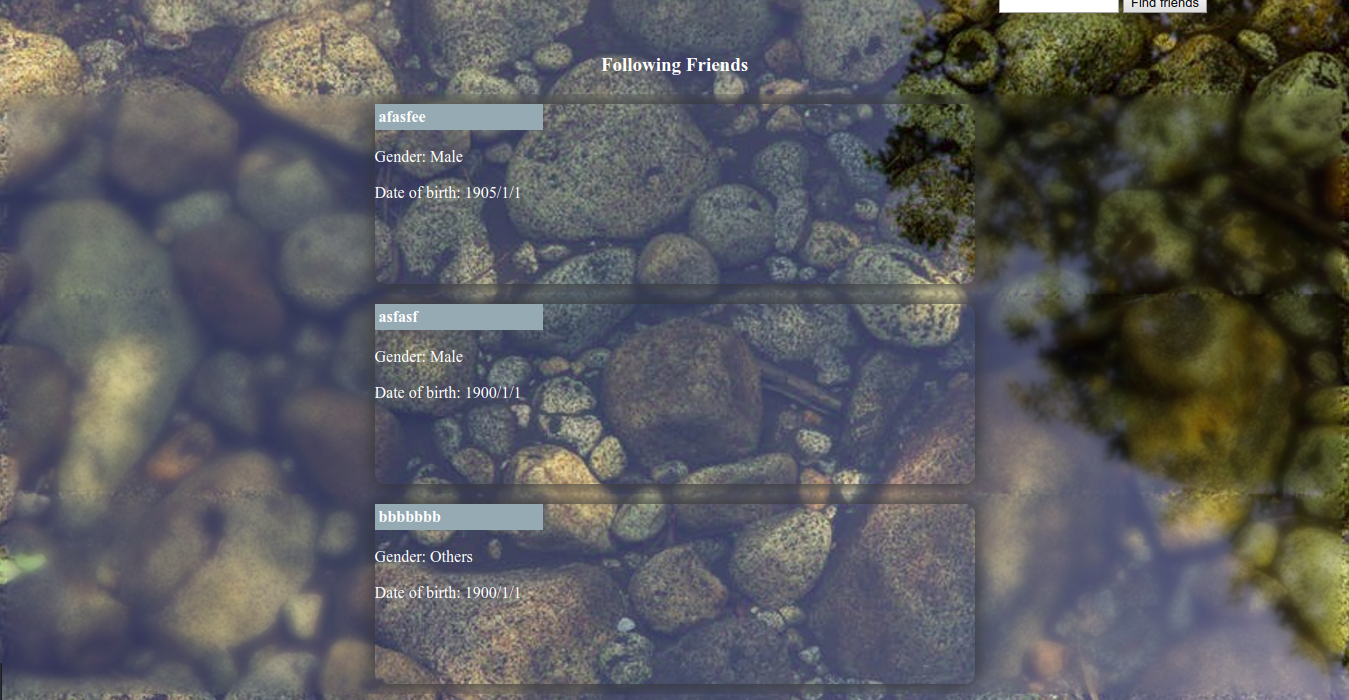 Find friends
Following Friends
afasfee
Gender: Male
Date of birth: 1905/1/1
asfasf
Gender: Male
Date of birth: 1900/1/1
bbbbbbb
Gender: Others
Date of birth: 1900/1/1